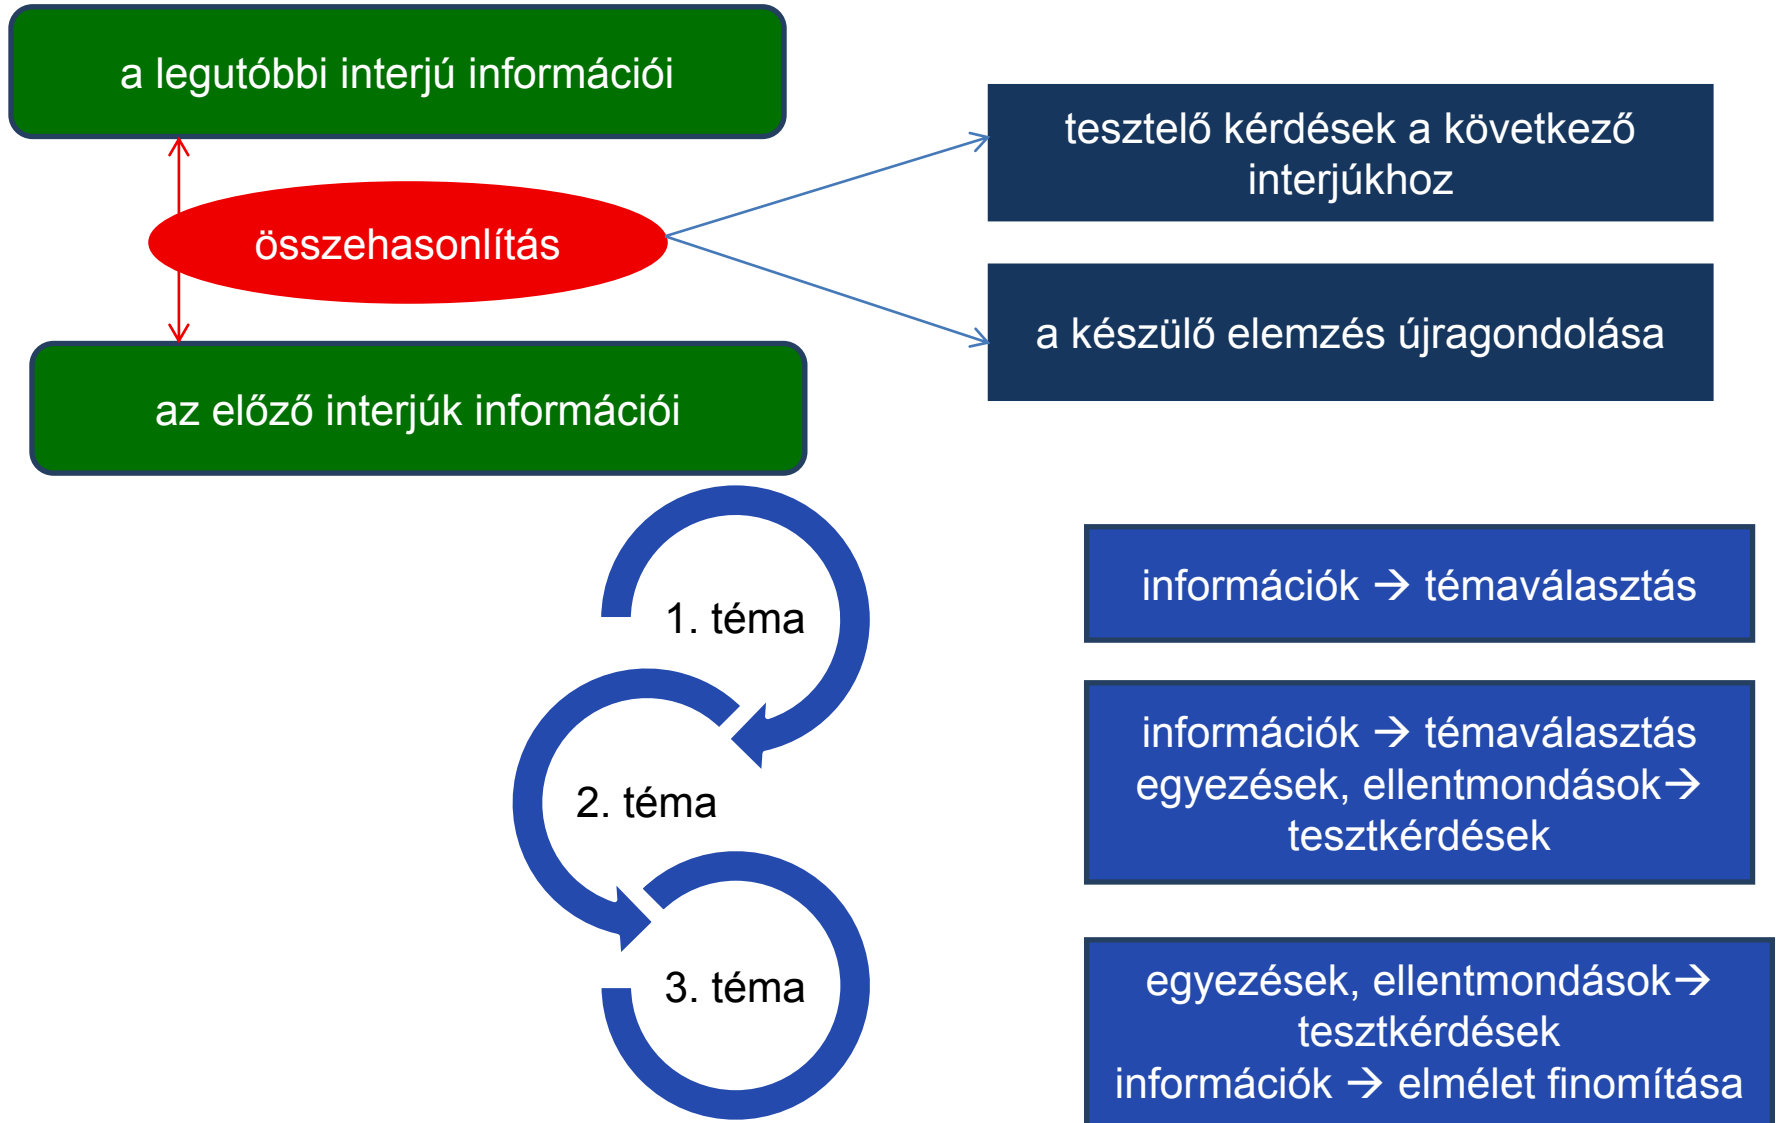 a legutóbbi interjú információi
összehasonlítás
az előző interjúk információi
tesztelő kérdések a következő
interjúkhoz
a készülő elemzés újragondolása
1. téma
2. téma
3. téma
információk → témaválasztás
információk → témaválasztás
egyezések, ellentmondások→
tesztkérdések
egyezések, ellentmondások→
tesztkérdések
információk → elmélet finomítása